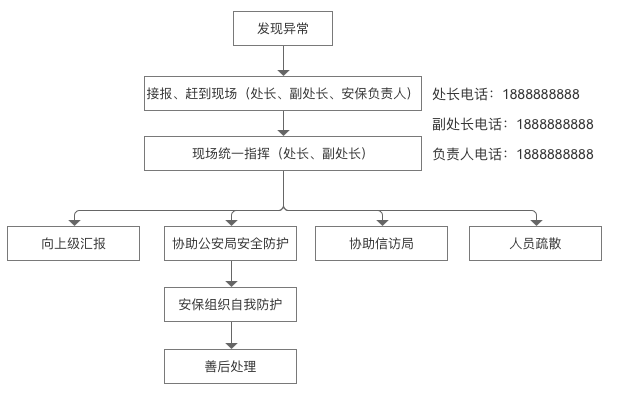 发现异常
接报、赶到现场（处长、副处长、安保负责人）
处长电话：1888888888
副处长电话：1888888888
现场统一指挥（处长、副处长）
负责人电话：1888888888
向上级汇报
协助公安局安全防护
协助信访局
人员疏散
安保组织自我防护
善后处理